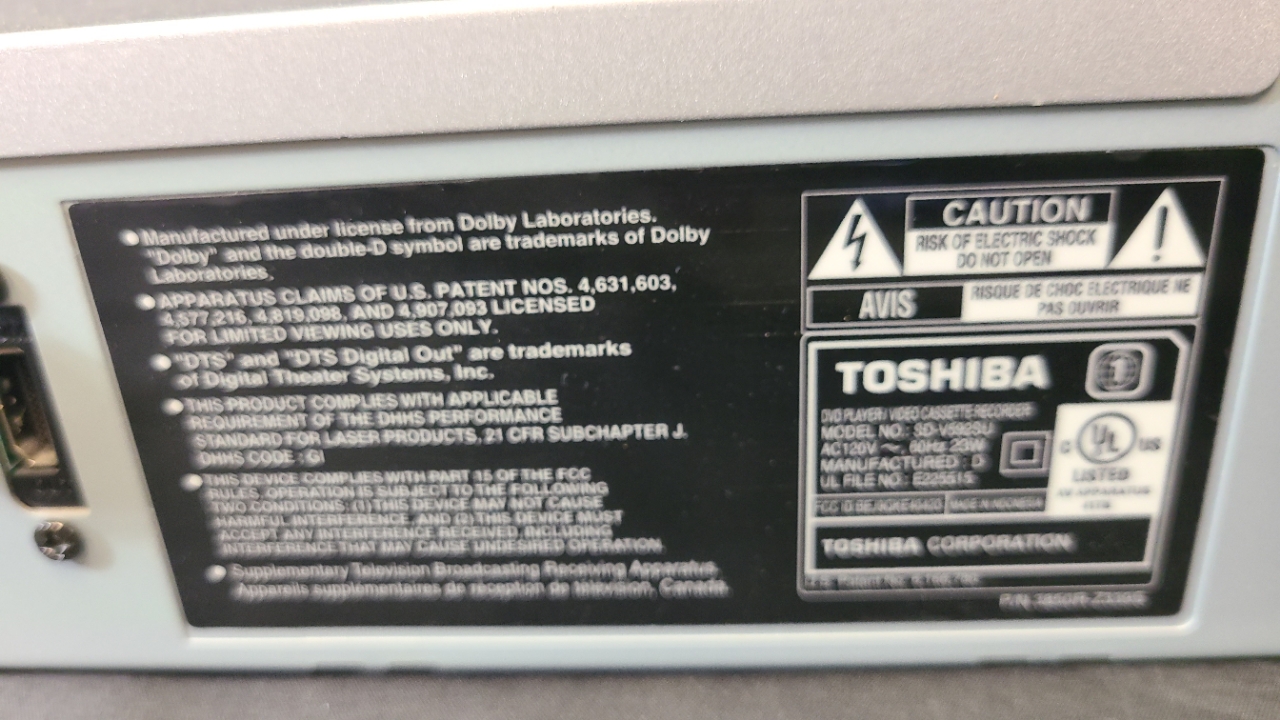 Manufactured under license from Dolby Laboratories.
"Dolby" and the double-D symbol are trademarks of Dolby
Laboratories.
APPARATUS CLAIMS OF U.S. PATENT NOS. 4,631,603,
4,577,216, 4,819,098, AND 4,907,093 LICENSED
FOR LIMITED VIEWING USES ONLY.
"DTS" and "DTS Digital Out" are trademarks
of Digital Theater Systems, Inc.
THIS PRODUCT COMPLIES WITH APPLICABLE
REQUIREMENT OF THE DHHS PERFORMANCE
STANDARD FOR LASER PRODUCTS, 21 CFR SUBCHAPTER J.
DHHS CODE : GI
THIS DEVICE COMPLIES WITH PART 15 OF THE FCC
RULES. OPERATION IS SUBJECT TO THE FOLLOWING
TWO CONDITIONS: (1) THIS DEVICE MAY NOT CAUSE
HARMFUL INTERFERENCE, AND (2) THIS DEVICE MUST
ACCEPT ANY INTERFERENCE RECEIVED, INCLUDING
INTERFERENCE THAT MAY CAUSE UNDESIRED OPERATION.
Supplementary Television Broadcasting Receiving Apparatus
Appareils supplementaires de reception de television, Canada
CAUTION
RISK OF ELECTRIC SHOCK
DO NOT OPEN
AVIS
RISQUE DE CHOC ELECTRIQUE NE
PAS OUVRIR
TOSHIBA
1
DVD PLAYER / VIDEO CASSETTE RECORDER
MODEL NO.: SD-V592SU
AC120V ~ 60Hz 23W
MANUFACTURED : D
UL FILE NO.: E225515
C UL US
LISTED
FCC ID:
MADE IN INDONESIA
TOSHIBA CORPORATION